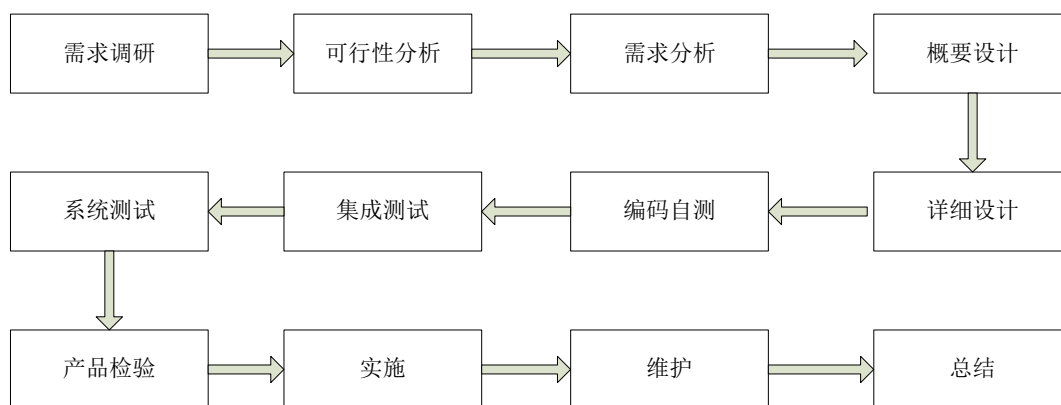 需求调研
可行性分析
需求分析
概要设计
详细设计
编码自测
集成测试
系统测试
产品检验
实施
维护
总结